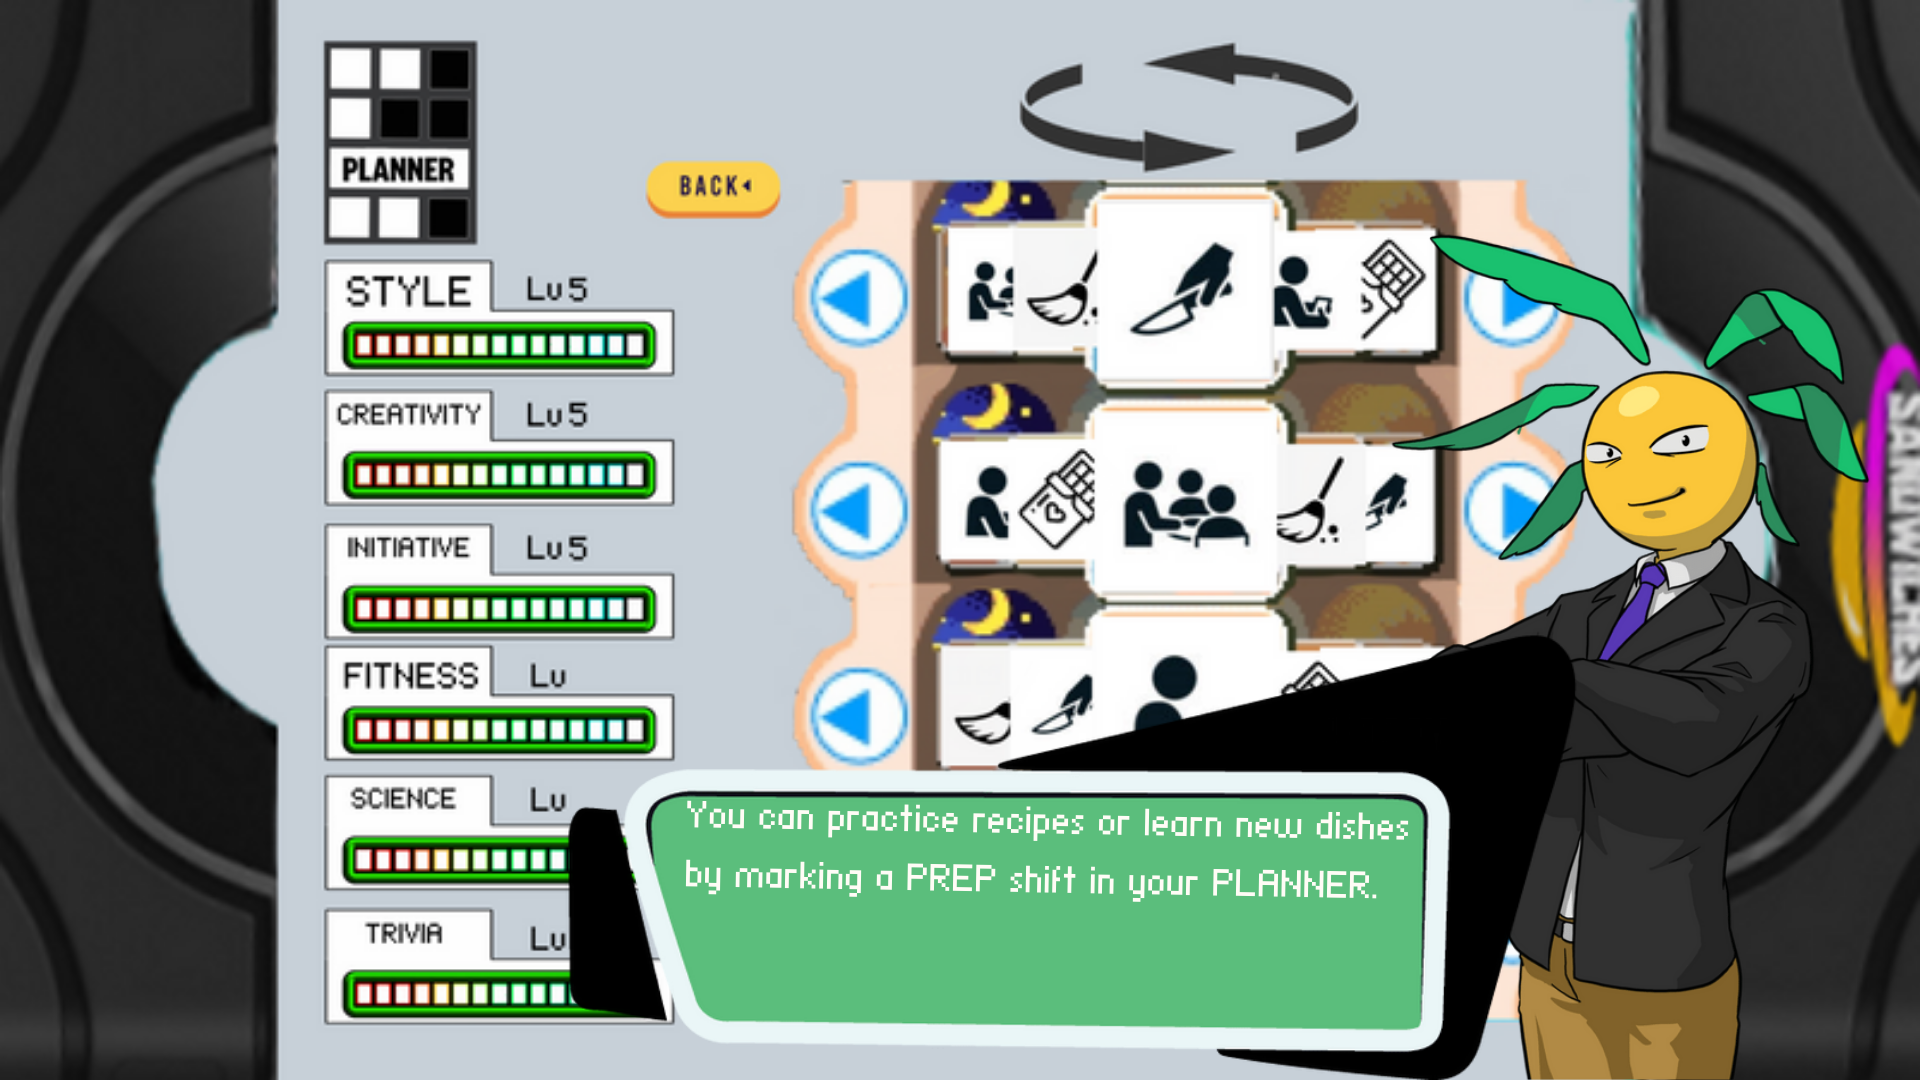 PLANNER
BACK
STYLE Lv5
CREATIVITY Lv5
INITIATIVE Lv5
FITNESS Lv
SCIENCE Lv
TRIVIA Lv
SANDWICHES
You can practice recipes or learn new dishes
by marking a PREP shift in your PLANNER.